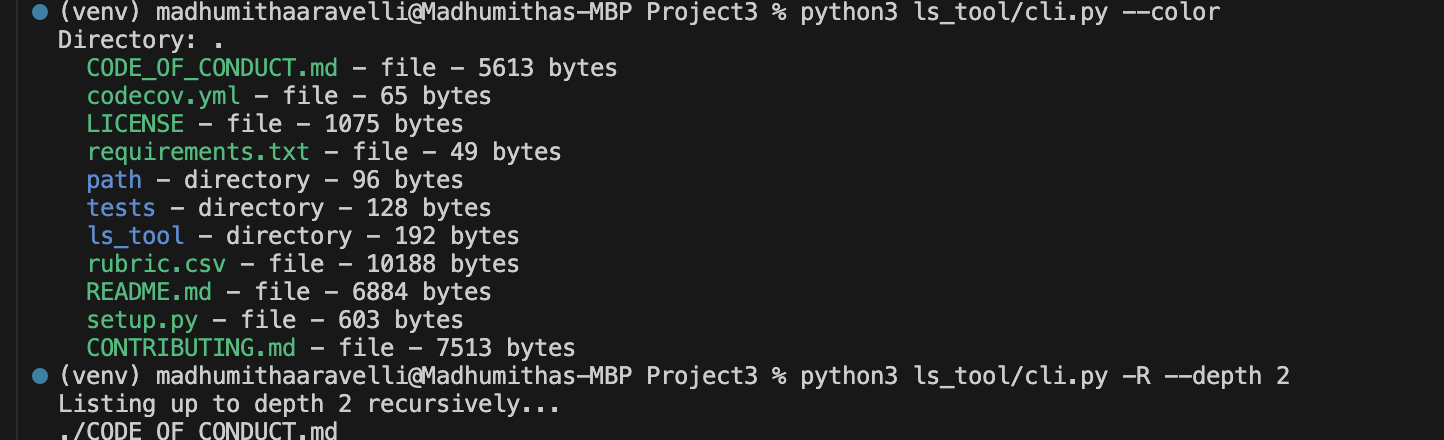 (venv) madhumithaaravelli@Madhumithas-MBP Project3 % python3 ls_tool/cli.py --color
Directory: .
CODE_OF_CONDUCT.md - file - 5613 bytes
codecov.yml - file - 65 bytes
LICENSE - file - 1075 bytes
requirements.txt - file - 49 bytes
path - directory - 96 bytes
tests - directory - 128 bytes
ls_tool - directory - 192 bytes
rubric.csv - file - 10188 bytes
README.md - file - 6884 bytes
setup.py - file - 603 bytes
CONTRIBUTING.md - file - 7513 bytes
(venv) madhumithaaravelli@Madhumithas-MBP Project3 % python3 ls_tool/cli.py -R --depth 2
Listing up to depth 2 recursively...
./CODE_OF_CONDUCT.md